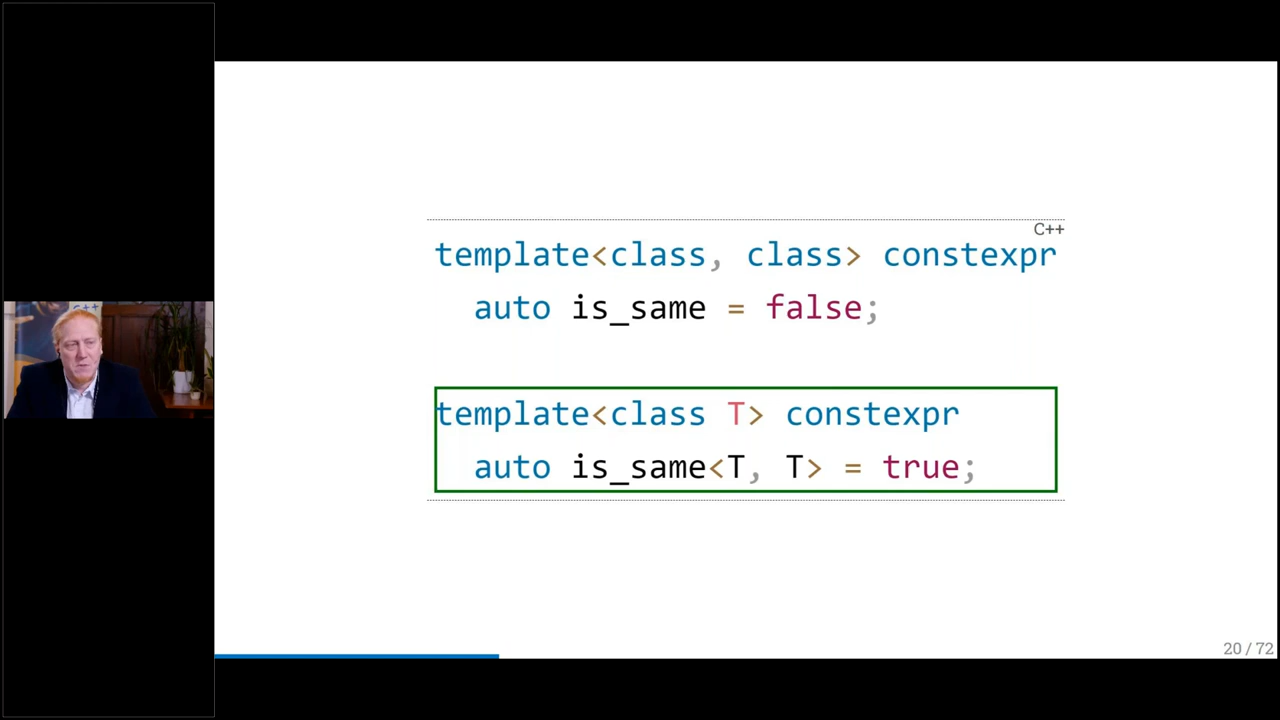 C++
template<class, class> constexpr
auto is_same = false;
template<class T> constexpr
auto is_same<T, T> = true;
20 / 72
C++